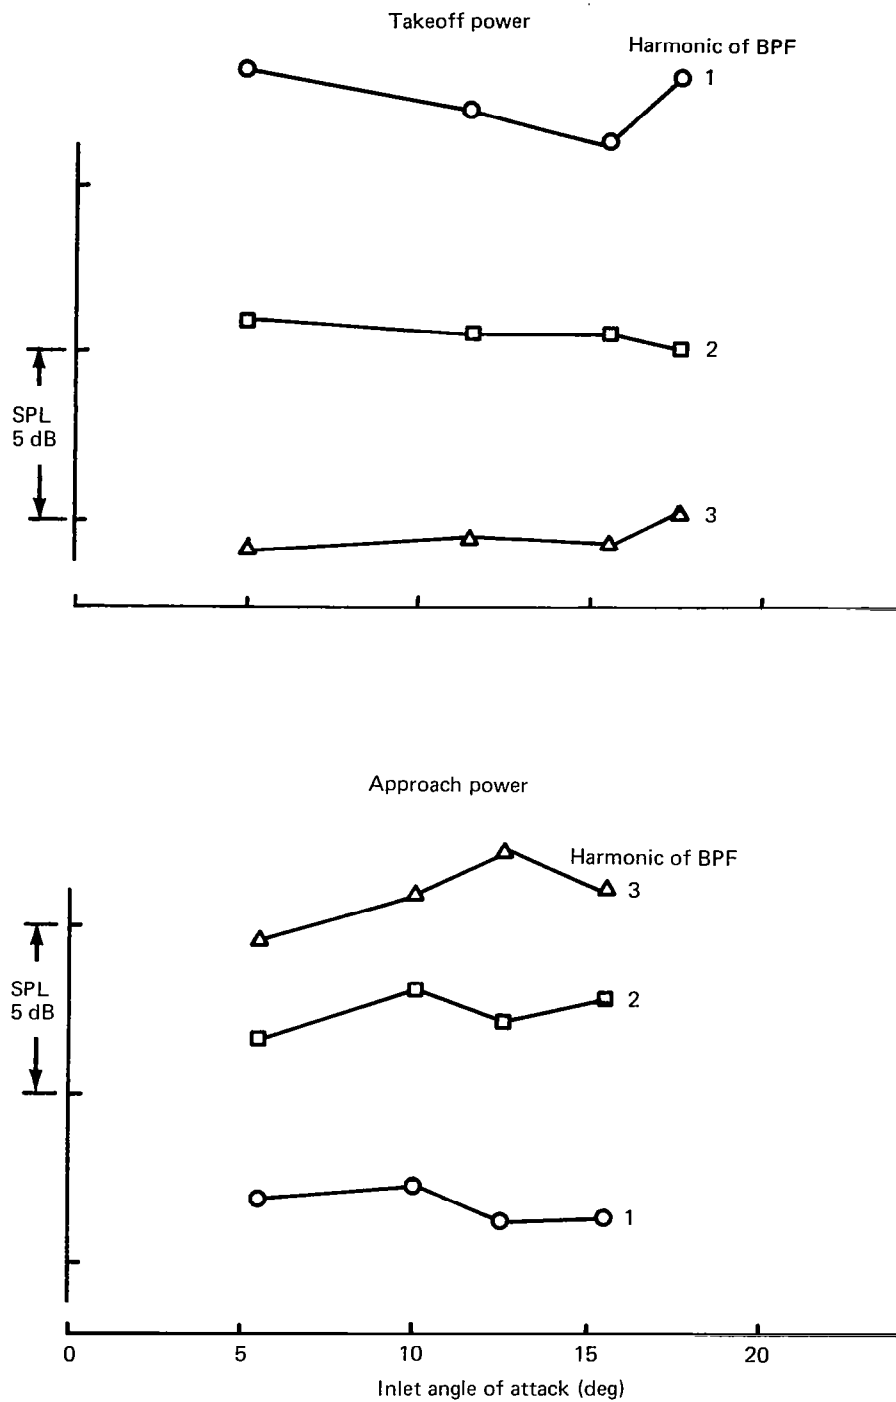 Takeoff power
Harmonic of BPF
1
2
SPL
5 dB
3
Approach power
Harmonic of BPF
3
SPL
5 dB
2
1
0 5 10 15 20
Inlet angle of attack (deg)